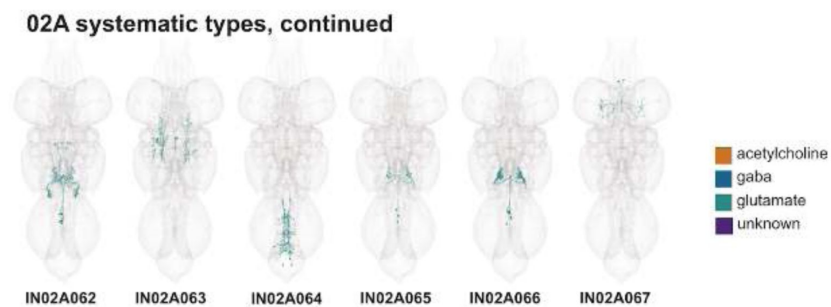 02A systematic types, continued
acetylcholine
gaba
glutamate
unknown
IN02A062 IN02A063 IN02A064 IN02A065 IN02A066 IN02A067